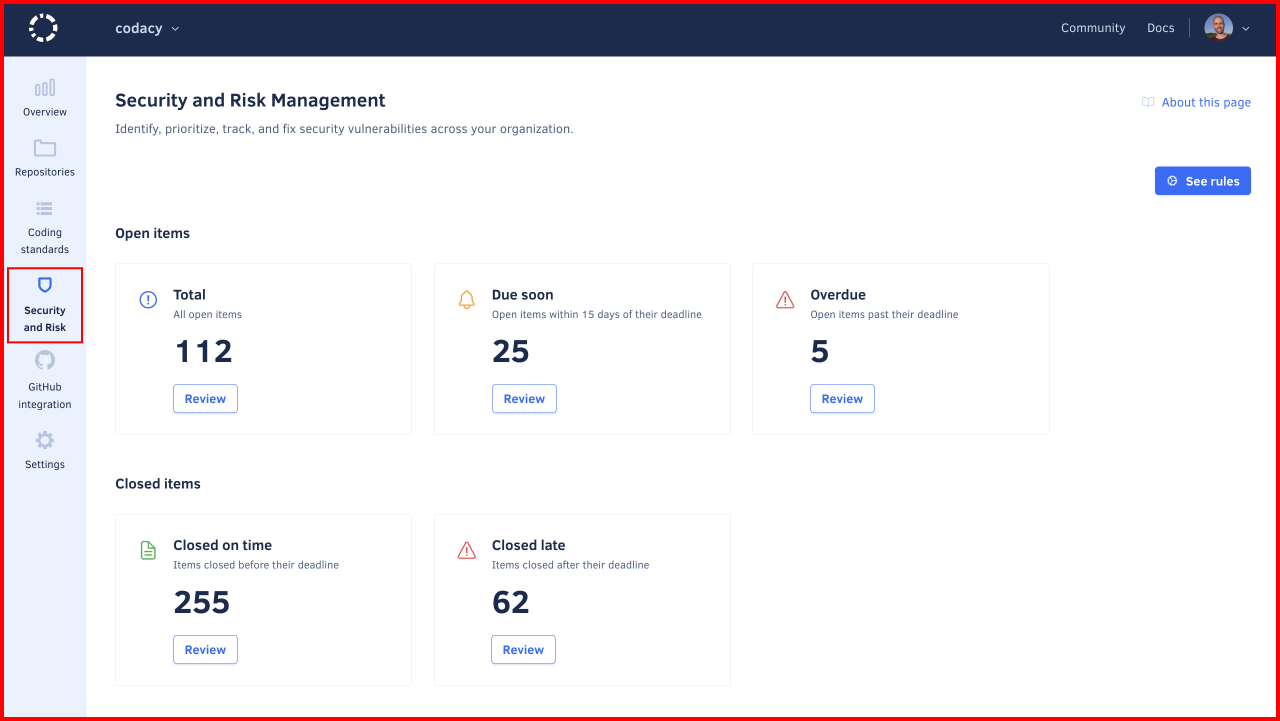 codacy
Community
Docs
Overview
Repositories
Coding
standards
Security
and Risk
GitHub
integration
Settings
Security and Risk Management
About this page
Identify, prioritize, track, and fix security vulnerabilities across your organization.
See rules
Open items
Total
All open items
112
Review
Due soon
Open items within 15 days of their deadline
25
Review
Overdue
Open items past their deadline
5
Review
Closed items
Closed on time
Items closed before their deadline
255
Review
Closed late
Items closed after their deadline
62
Review